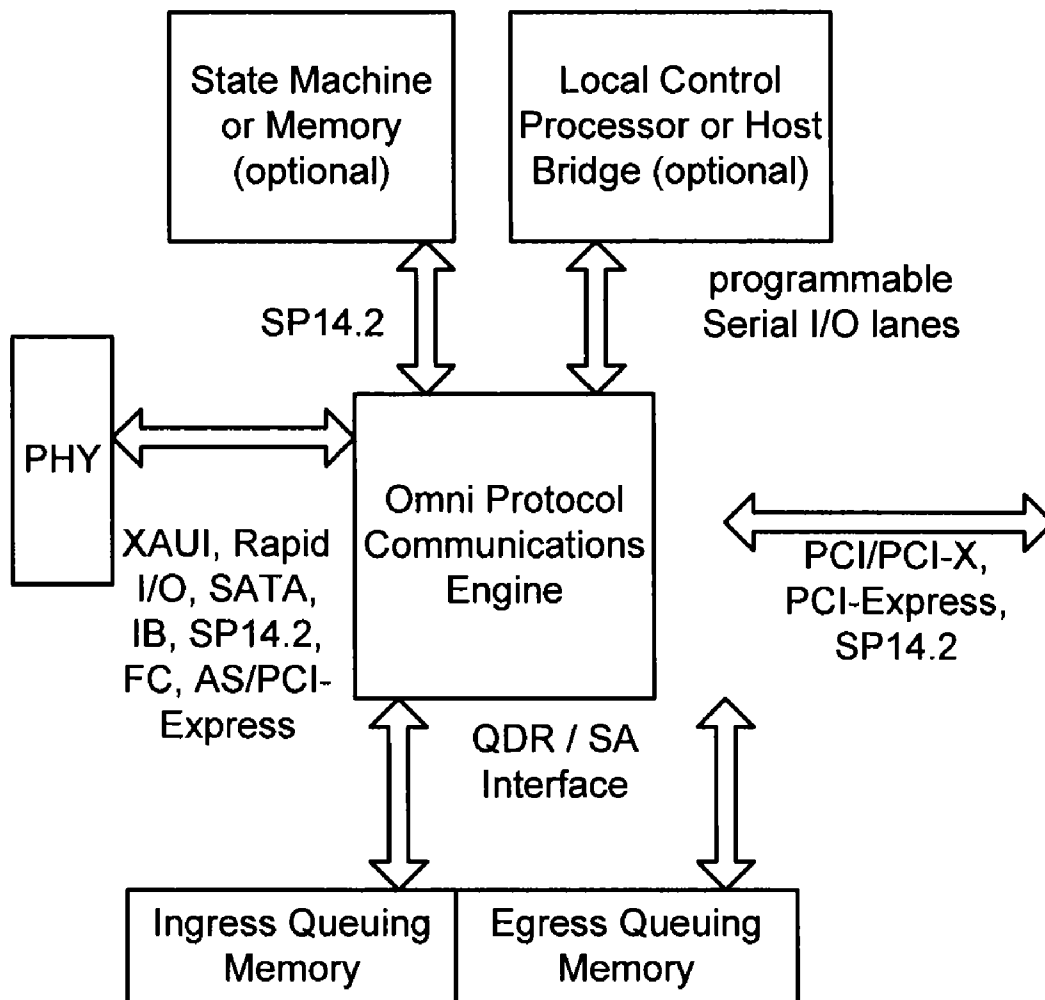 State Machine
or Memory
(optional)
Local Control
Processor or Host
Bridge (optional)
SP14.2
programmable
Serial I/O lanes
PHY
XAUI, Rapid
I/O, SATA,
IB, SP14.2,
FC, AS/PCI-
Express
Omni Protocol
Communications
Engine
PCI/PCI-X,
PCI-Express,
SP14.2
QDR / SA
Interface
Ingress Queuing
Memory
Egress Queuing
Memory